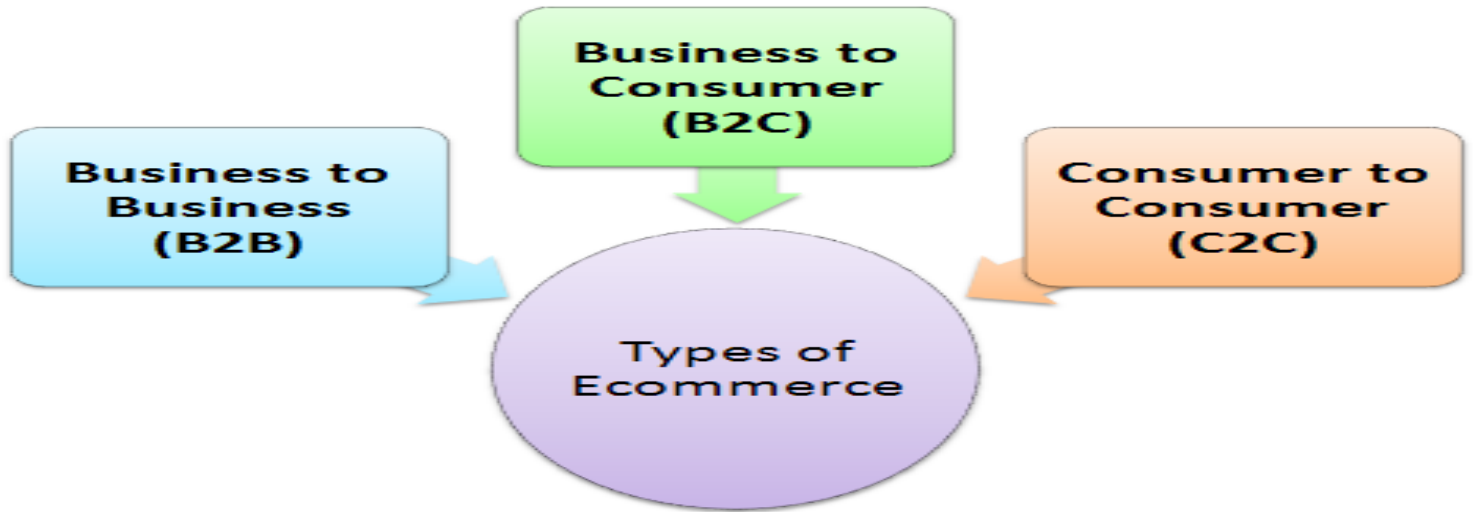 Business to
Consumer
(B2C)
Business to
Business
(B2B)
Consumer to
Consumer
(C2C)
Types of
Ecommerce